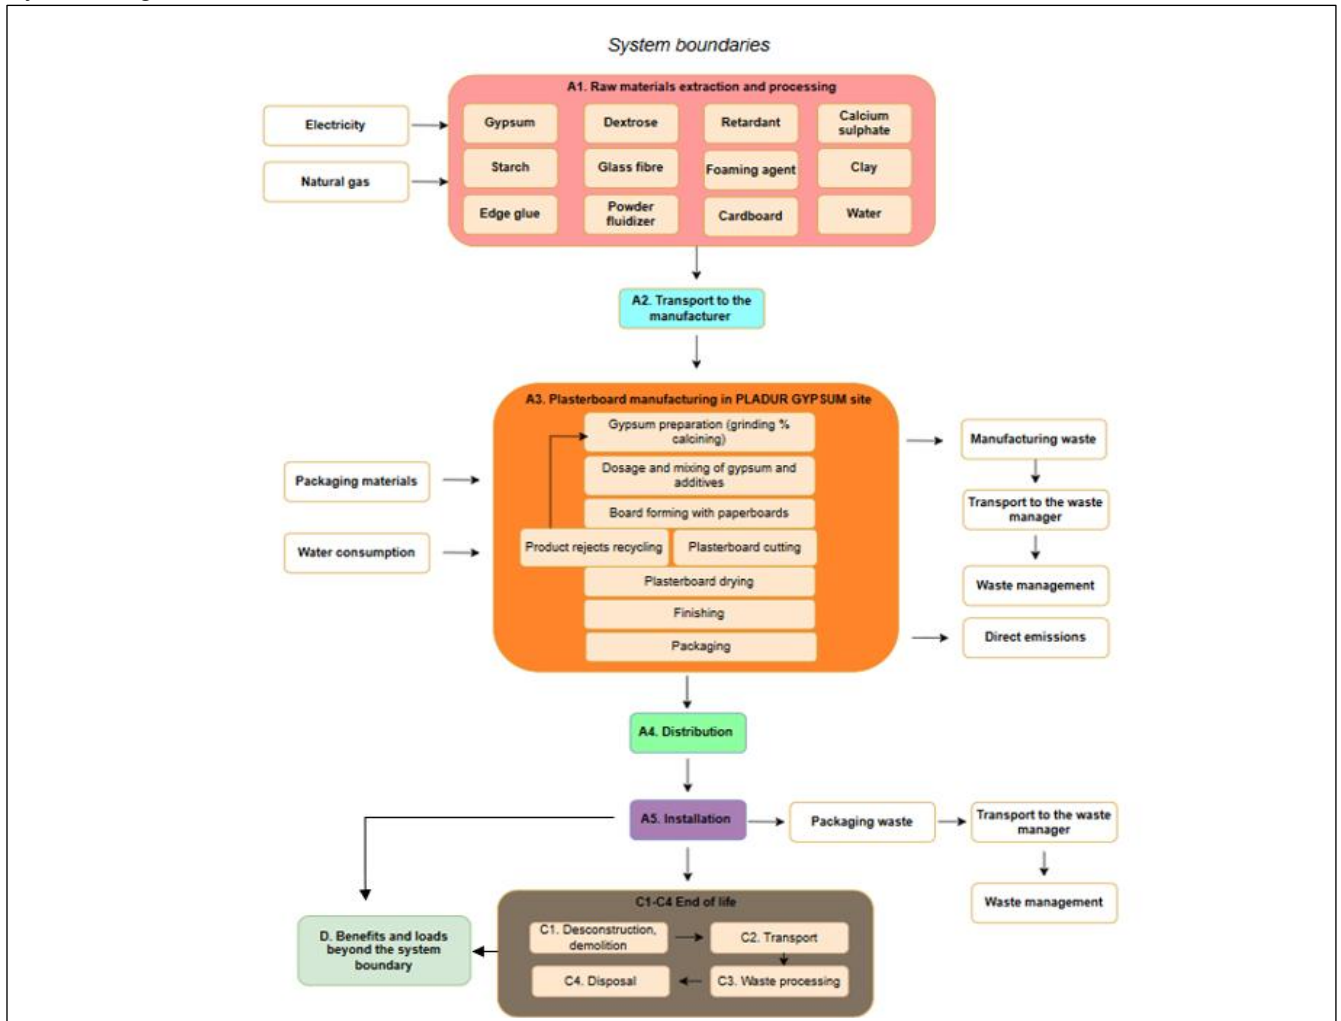 System boundaries
A1. Raw materials extraction and processing
Electricity
Natural gas
Gypsum
Dextrose
Retardant
Calcium
sulphate
Starch
Glass fibre
Foaming agent
Clay
Edge glue
Powder
fluidizer
Cardboard
Water
A2. Transport to the
manufacturer
A3. Plasterboard manufacturing in PLADUR GYPSUM site
Gypsum preparation (grinding %
calcining)
Dosage and mixing of gypsum and
additives
Board forming with paperboards
Product rejects recycling
Plasterboard cutting
Plasterboard drying
Finishing
Packaging
Packaging materials
Water consumption
Manufacturing waste
Transport to the waste
manager
Waste management
Direct emissions
A4. Distribution
A5. Installation
Packaging waste
Transport to the waste
manager
Waste management
C1-C4 End of life
C1. Desconstruction,
demolition
C2. Transport
C4. Disposal
C3. Waste processing
D. Benefits and loads
beyond the system
boundary